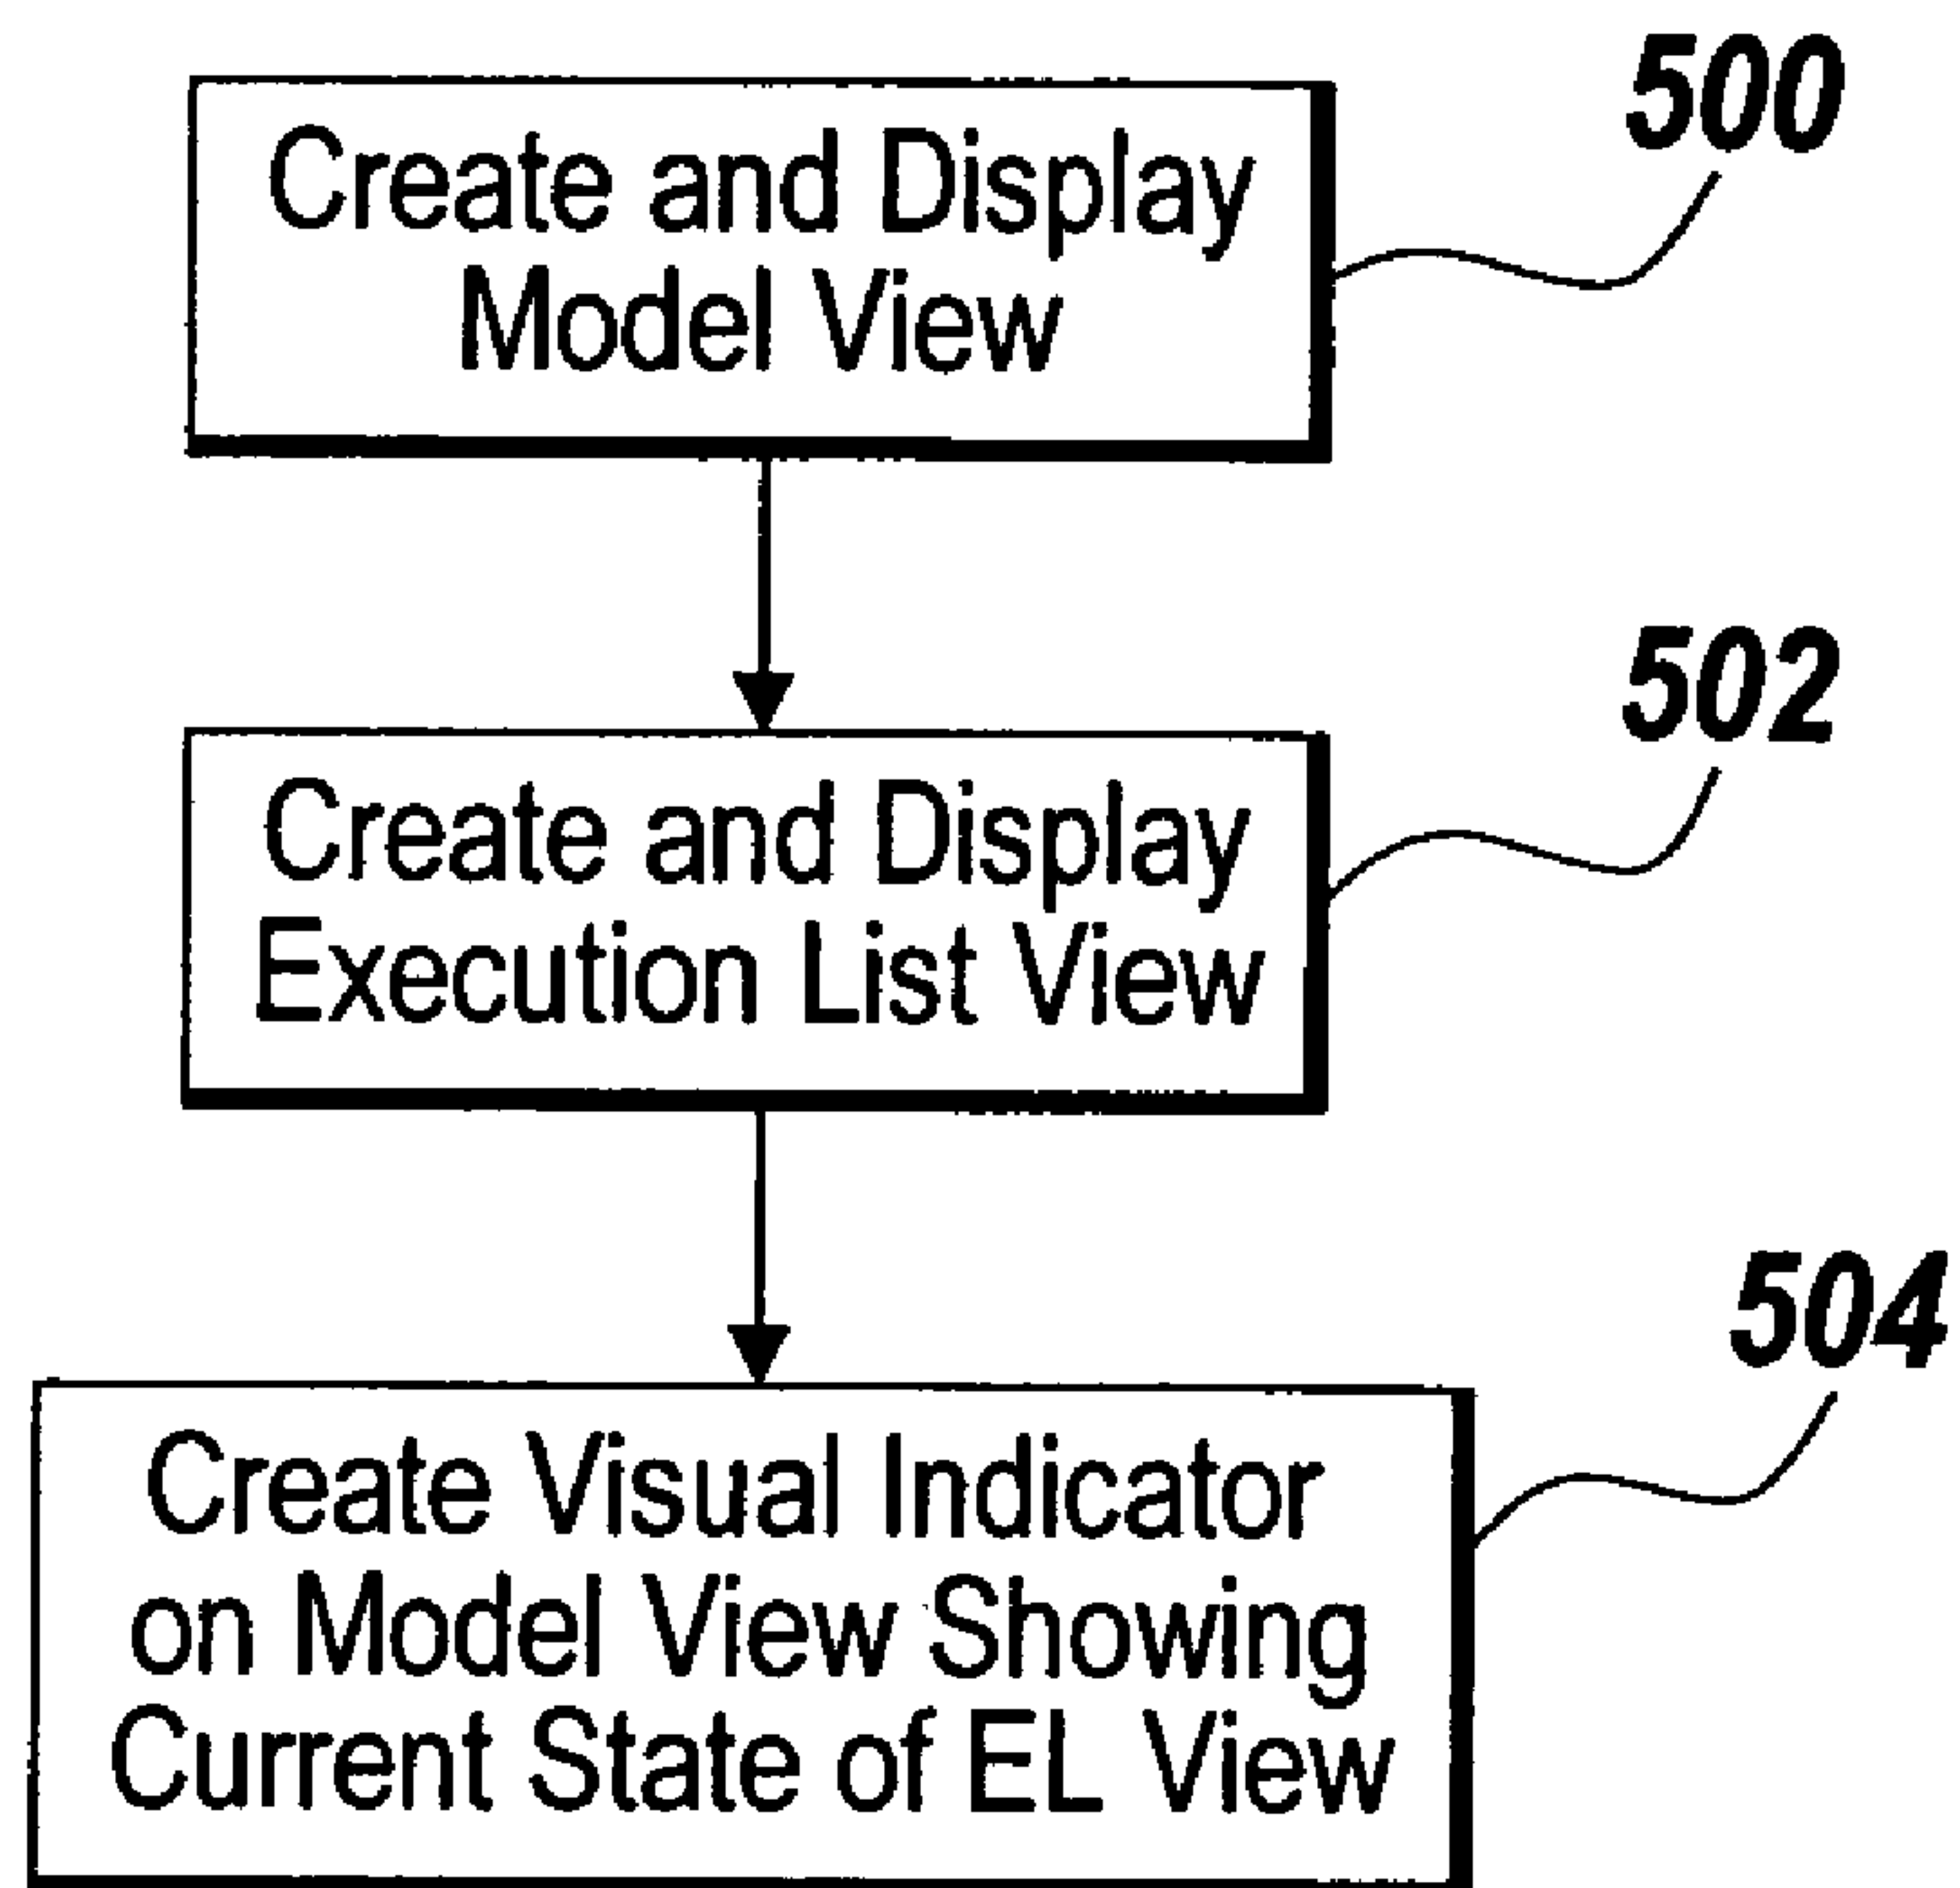 500
Create and Display
Model View
502
Create and Display
Execution List View
504
Create Visual Indicator
on Model View Showing
Current State of EL View